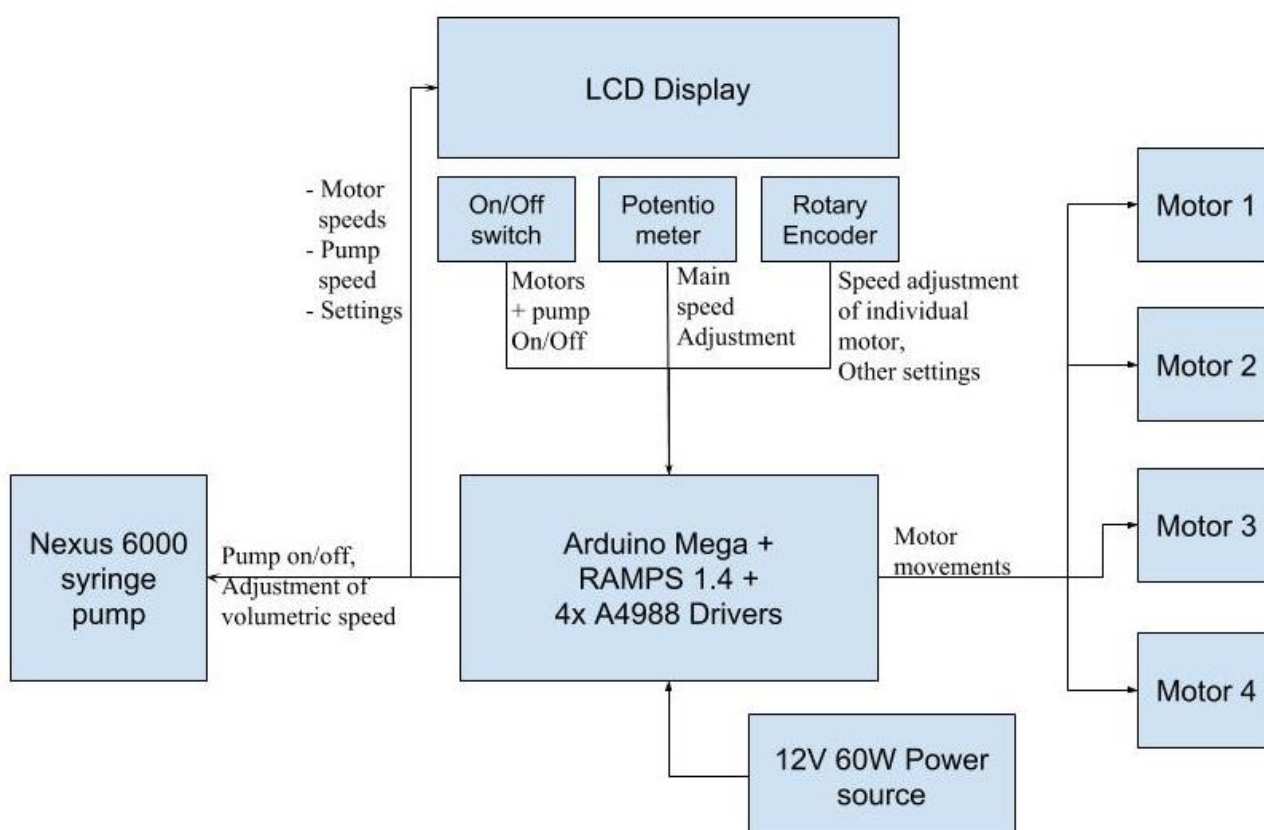 LCD Display
- Motor
speeds
- Pump
speed
- Settings
On/Off
switch
Potentio
meter
Rotary
Encoder
Motors
+ pump
On/Off
Main
speed
Adjustment
Speed adjustment
of individual
motor,
Other settings
Motor 1
Motor 2
Motor 3
Motor 4
Nexus 6000
syringe
pump
Pump on/off,
Adjustment of
volumetric speed
Arduino Mega +
RAMPS 1.4 +
4x A4988 Drivers
Motor
movements
12V 60W Power
source